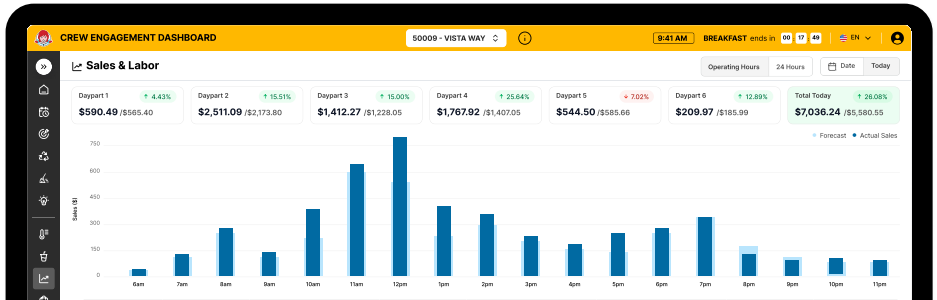 CREW ENGAGEMENT DASHBOARD
50009 - VISTA WAY
9:41 AM
BREAKFAST ends in 00 : 17 : 49
EN
Sales & Labor
Operating Hours 24 Hours
Date Today
Daypart 1 ↑ 4.43%
$590.49 /$565.40
Daypart 2 ↑ 15.51%
$2,511.09 /$2,173.80
Daypart 3 ↑ 15.00%
$1,412.27 /$1,228.05
Daypart 4 ↑ 25.64%
$1,767.92 /$1,407.05
Daypart 5 ↓ 7.02%
$544.50 /$585.66
Daypart 6 ↑ 12.89%
$209.97 /$185.99
Total Today ↑ 26.08%
$7,036.24 /$5,580.55
Forecast Actual Sales
Sales ($)
750
600
450
300
150
0
6am 7am 8am 9am 10am 11am 12pm 1pm 2pm 3pm 4pm 5pm 6pm 7pm 8pm 9pm 10pm 11pm